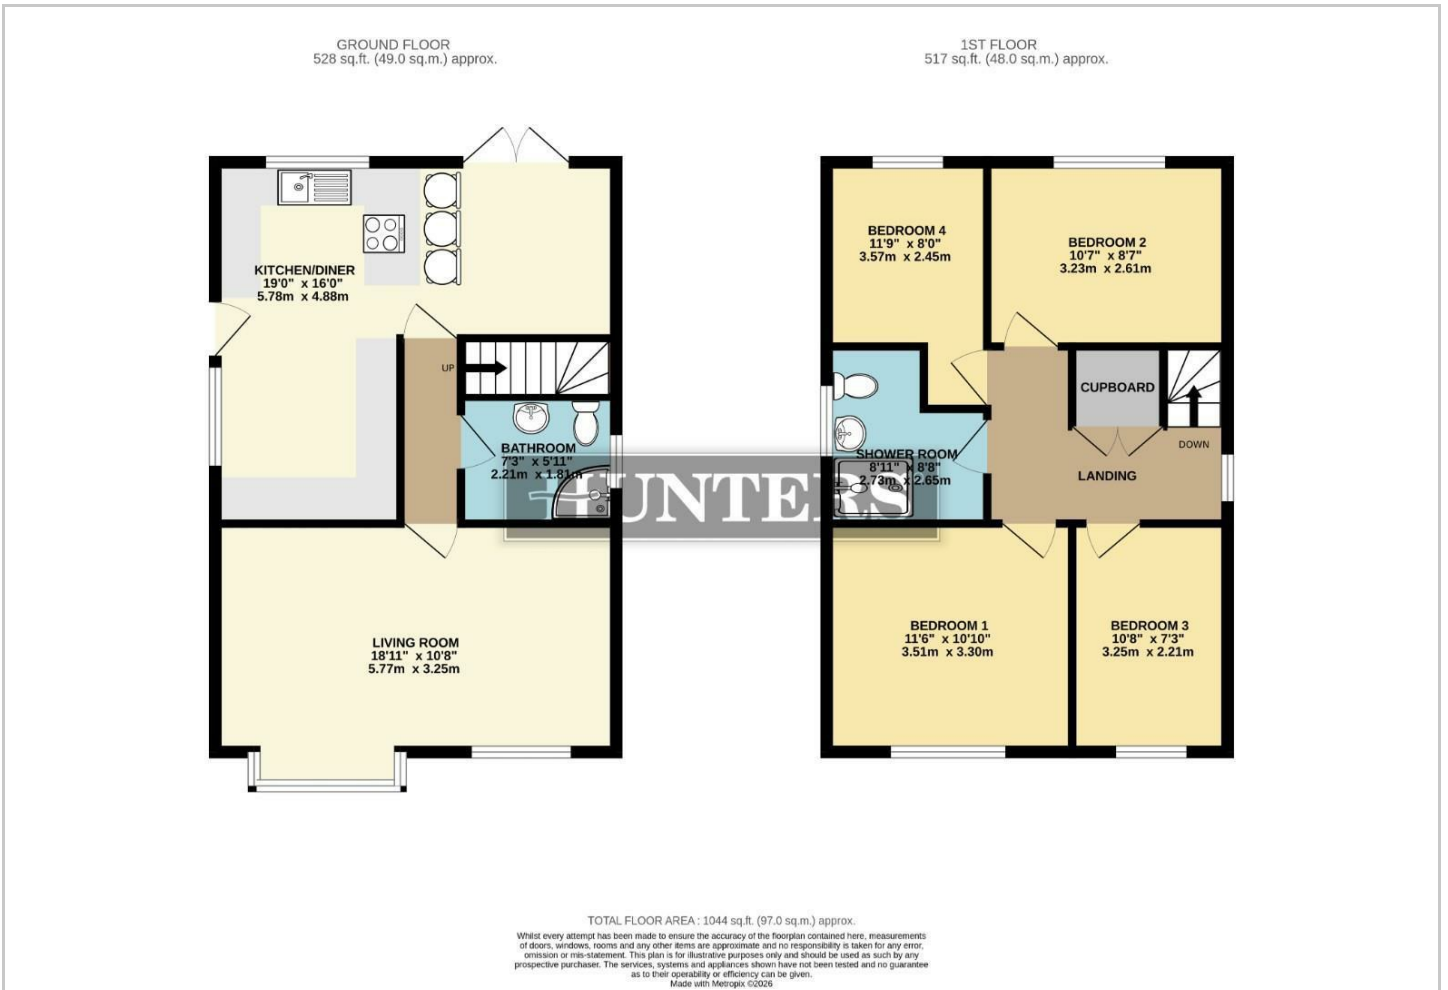 GROUND FLOOR
528 sq.ft. (49.0 sq.m.) approx.
1ST FLOOR
517 sq.ft. (48.0 sq.m.) approx.
KITCHEN/DINER
19'0" x 16'0"
5.78m x 4.88m
UP
BATHROOM
7'3" x 5'11"
2.21m x 1.81m
LIVING ROOM
18'11" x 10'8"
5.77m x 3.25m
BEDROOM 4
11'9" x 8'0"
3.57m x 2.45m
BEDROOM 2
10'7" x 8'7"
3.23m x 2.61m
CUPBOARD
DOWN
SHOWER ROOM
8'11" x 8'8"
2.73m x 2.65m
LANDING
HUNTERS
BEDROOM 1
11'6" x 10'10"
3.51m x 3.30m
BEDROOM 3
10'8" x 7'3"
3.25m x 2.21m
TOTAL FLOOR AREA : 1044 sq.ft. (97.0 sq.m.) approx.
Whilst every attempt has been made to ensure the accuracy of the floorplan contained here, measurements
of doors, windows, rooms and any other items are approximate and no responsibility is taken for any error,
omission or mis-statement. This plan is for illustrative purposes only and should be used as such by any
prospective purchaser. The services, systems and appliances shown have not been tested and no guarantee
as to their operability or efficiency can be given.
Made with Metropix ©2026